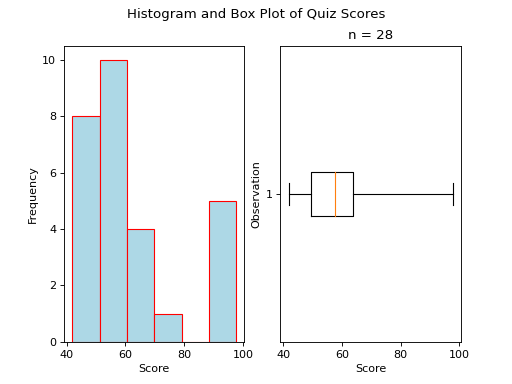 Histogram and Box Plot of Quiz Scores
n = 28
10
8
6
4
2
0
Frequency
40 60 80 100
Score
Observation
1
40 60 80 100
Score